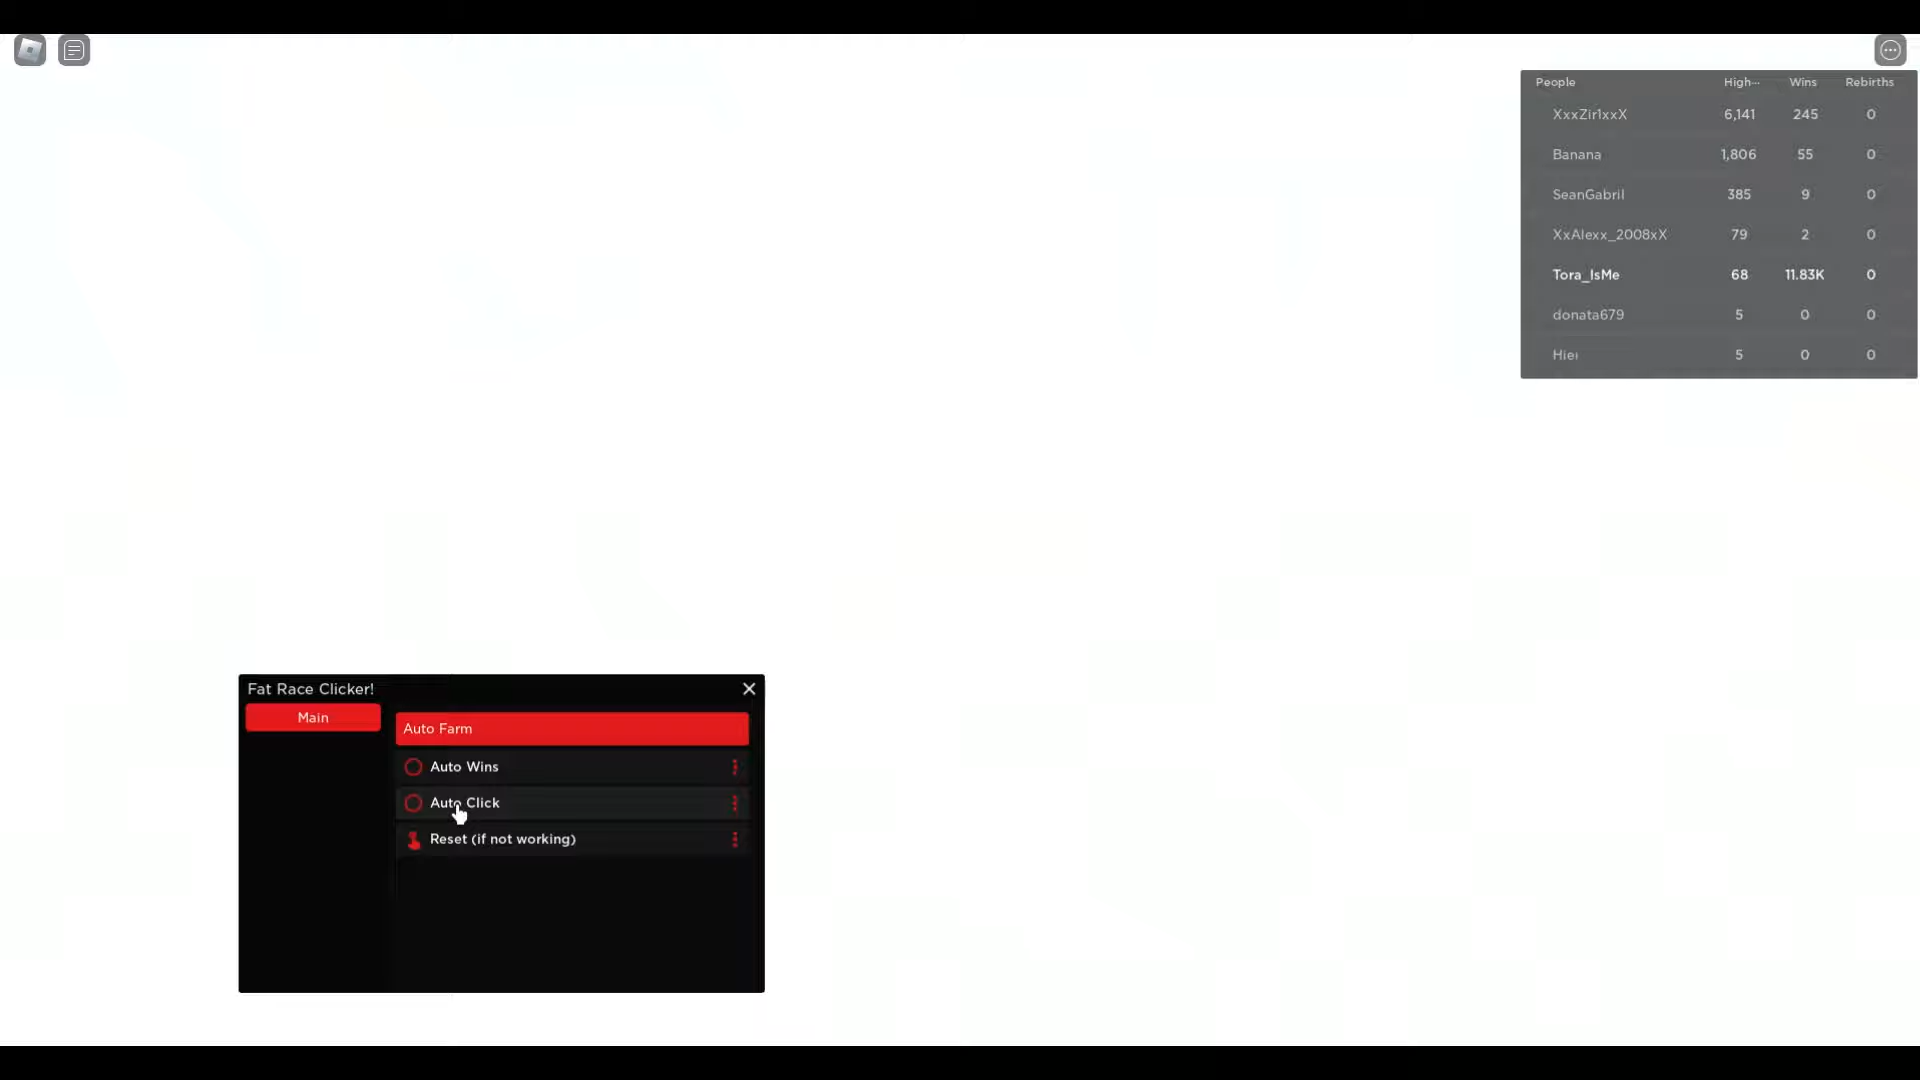 People High··· Wins Rebirths
XxxZir1xxX 6,141 245 0
Banana 1,806 55 0
SeanGabril 385 9 0
XxAlexx_2008xX 79 2 0
Tora_IsMe 68 11.83K 0
donata679 5 0 0
5 0 0
Fat Race Clicker!
Main
Auto Farm
Auto Wins
Auto Click
Reset (if not working)